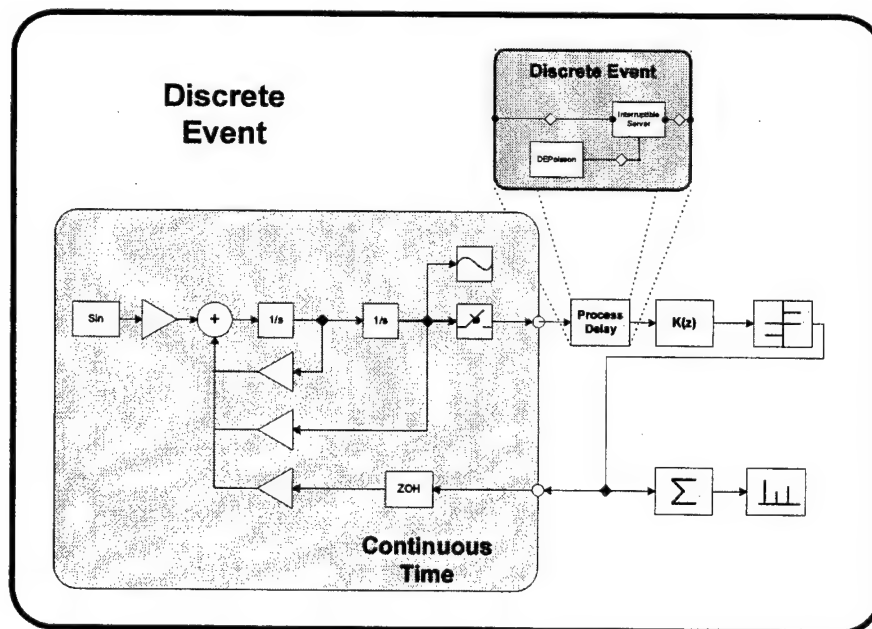 Discrete Event
Interruptible
Server
DEPoisson
Discrete
Event
Sin
+
1/s
1/s
Process
Delay
K(z)
ZOH
Σ
Continuous
Time